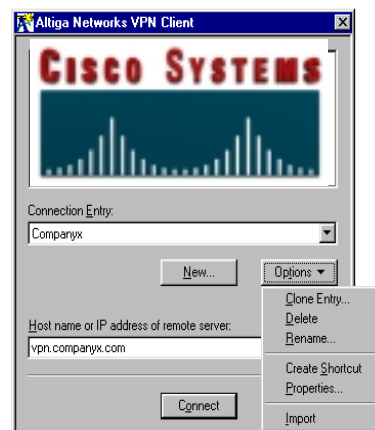 Altiga Networks VPN Client
CISCO SYSTEMS
Connection Entry:
Companyx
New...
Options
Clone Entry...
Delete
Rename...
Create Shortcut
Properties...
Import
Host name or IP address of remote server:
vpn.companyx.com
Connect